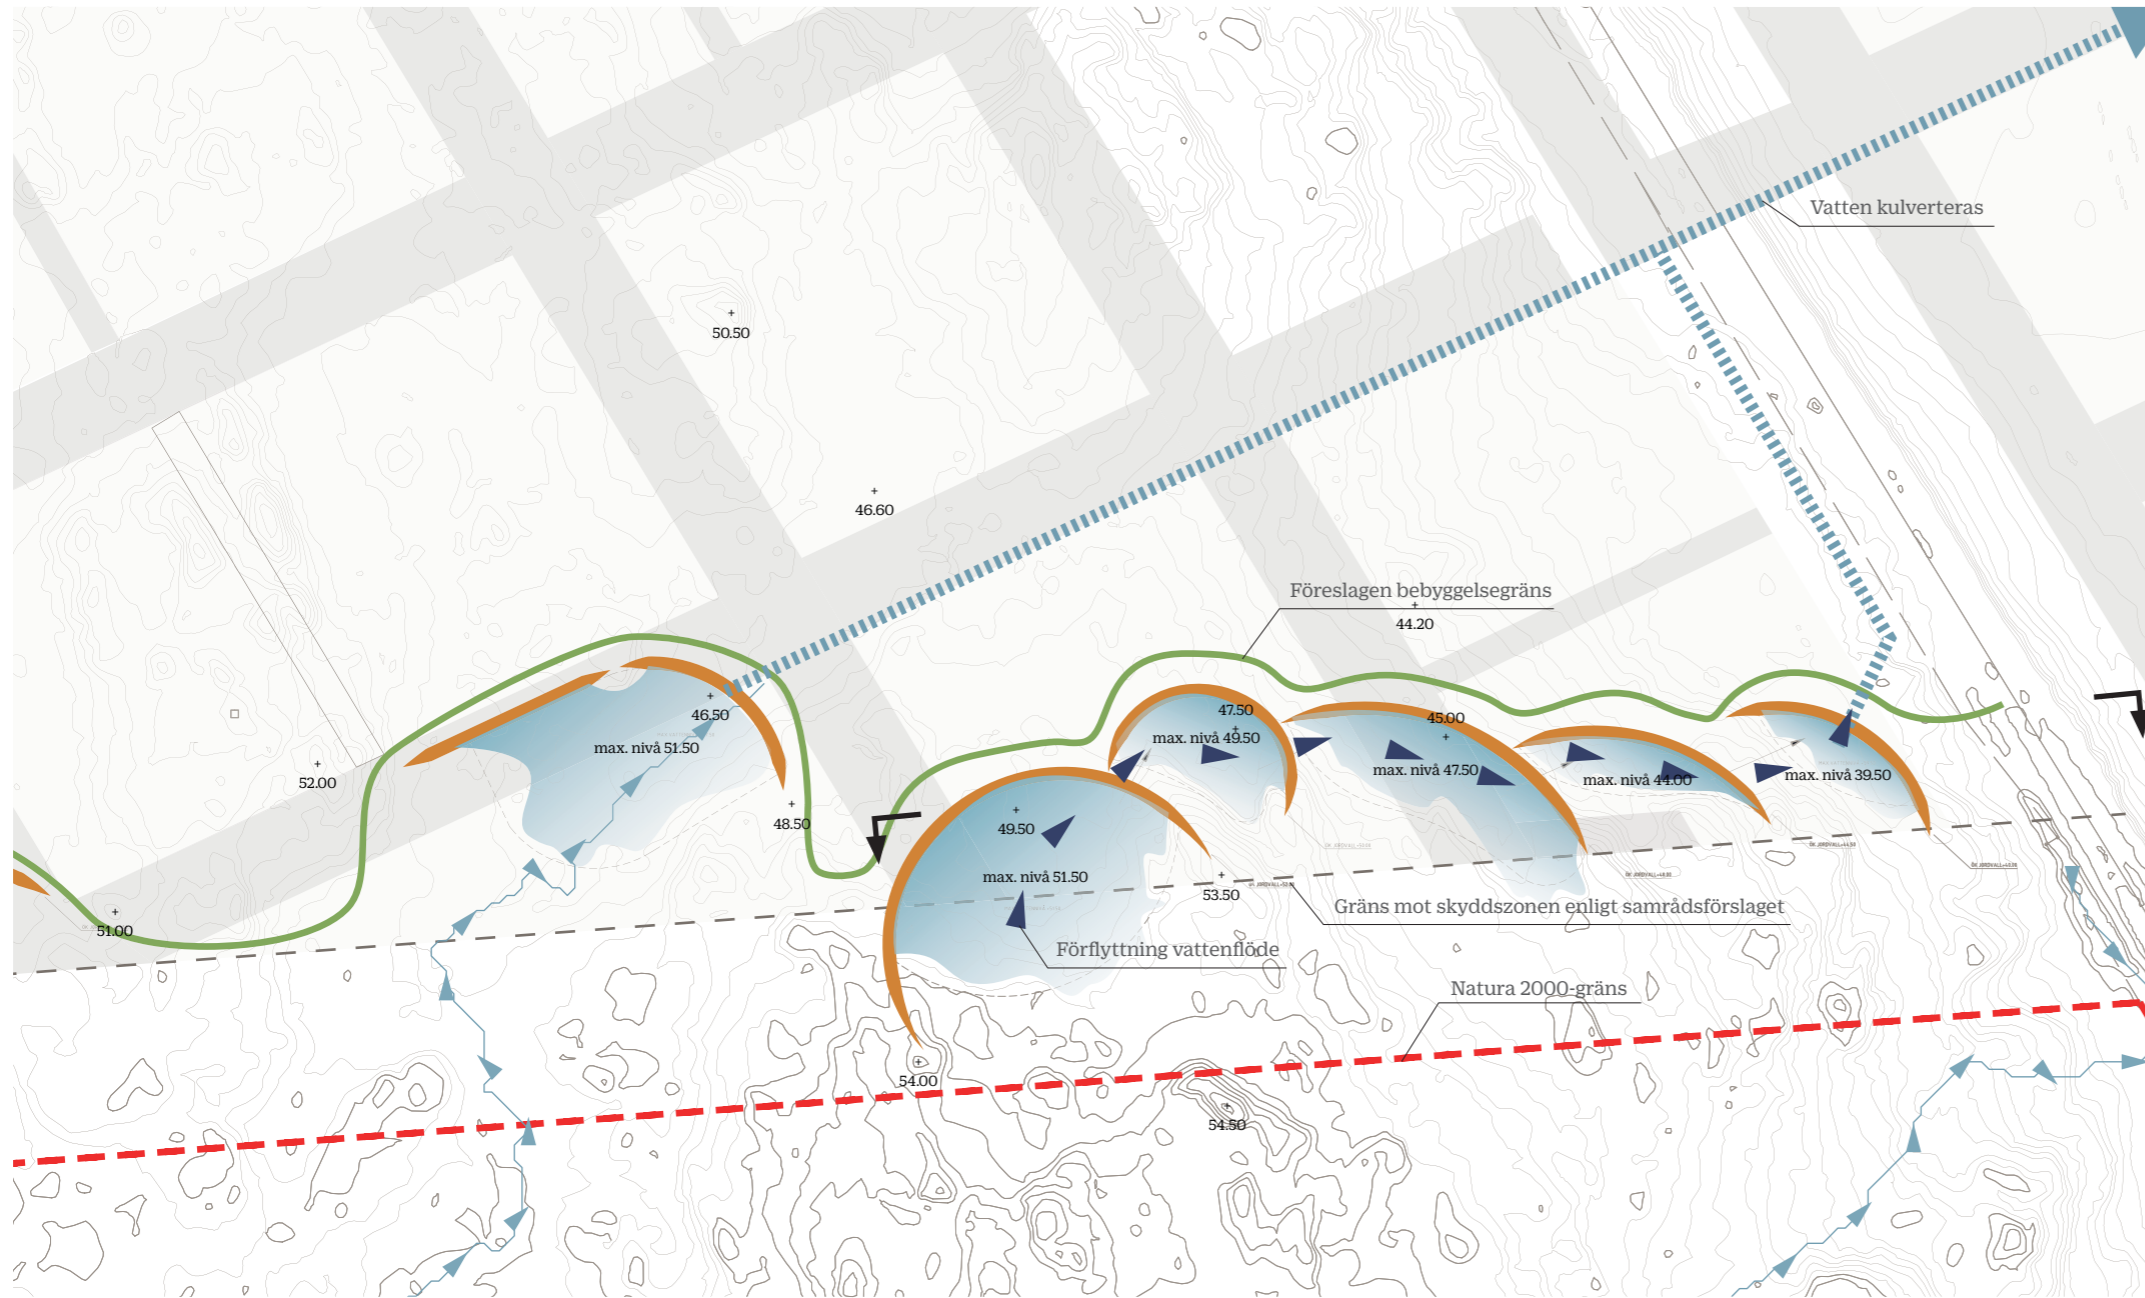 Vatten kulverteras
50.50
46.60
Föreslagen bebyggelsegräns
44.20
46.50
47.50
45.00
max. nivå 51.50
max. nivå 49.50
max. nivå 47.50
max. nivå 44.00
max. nivå 39.50
52.00
48.50
49.50
max. nivå 51.50
53.50
Gräns mot skyddszonen enligt samrådsförslaget
51.00
Förflyttning vattenflöde
Natura 2000-gräns
54.00
54.50